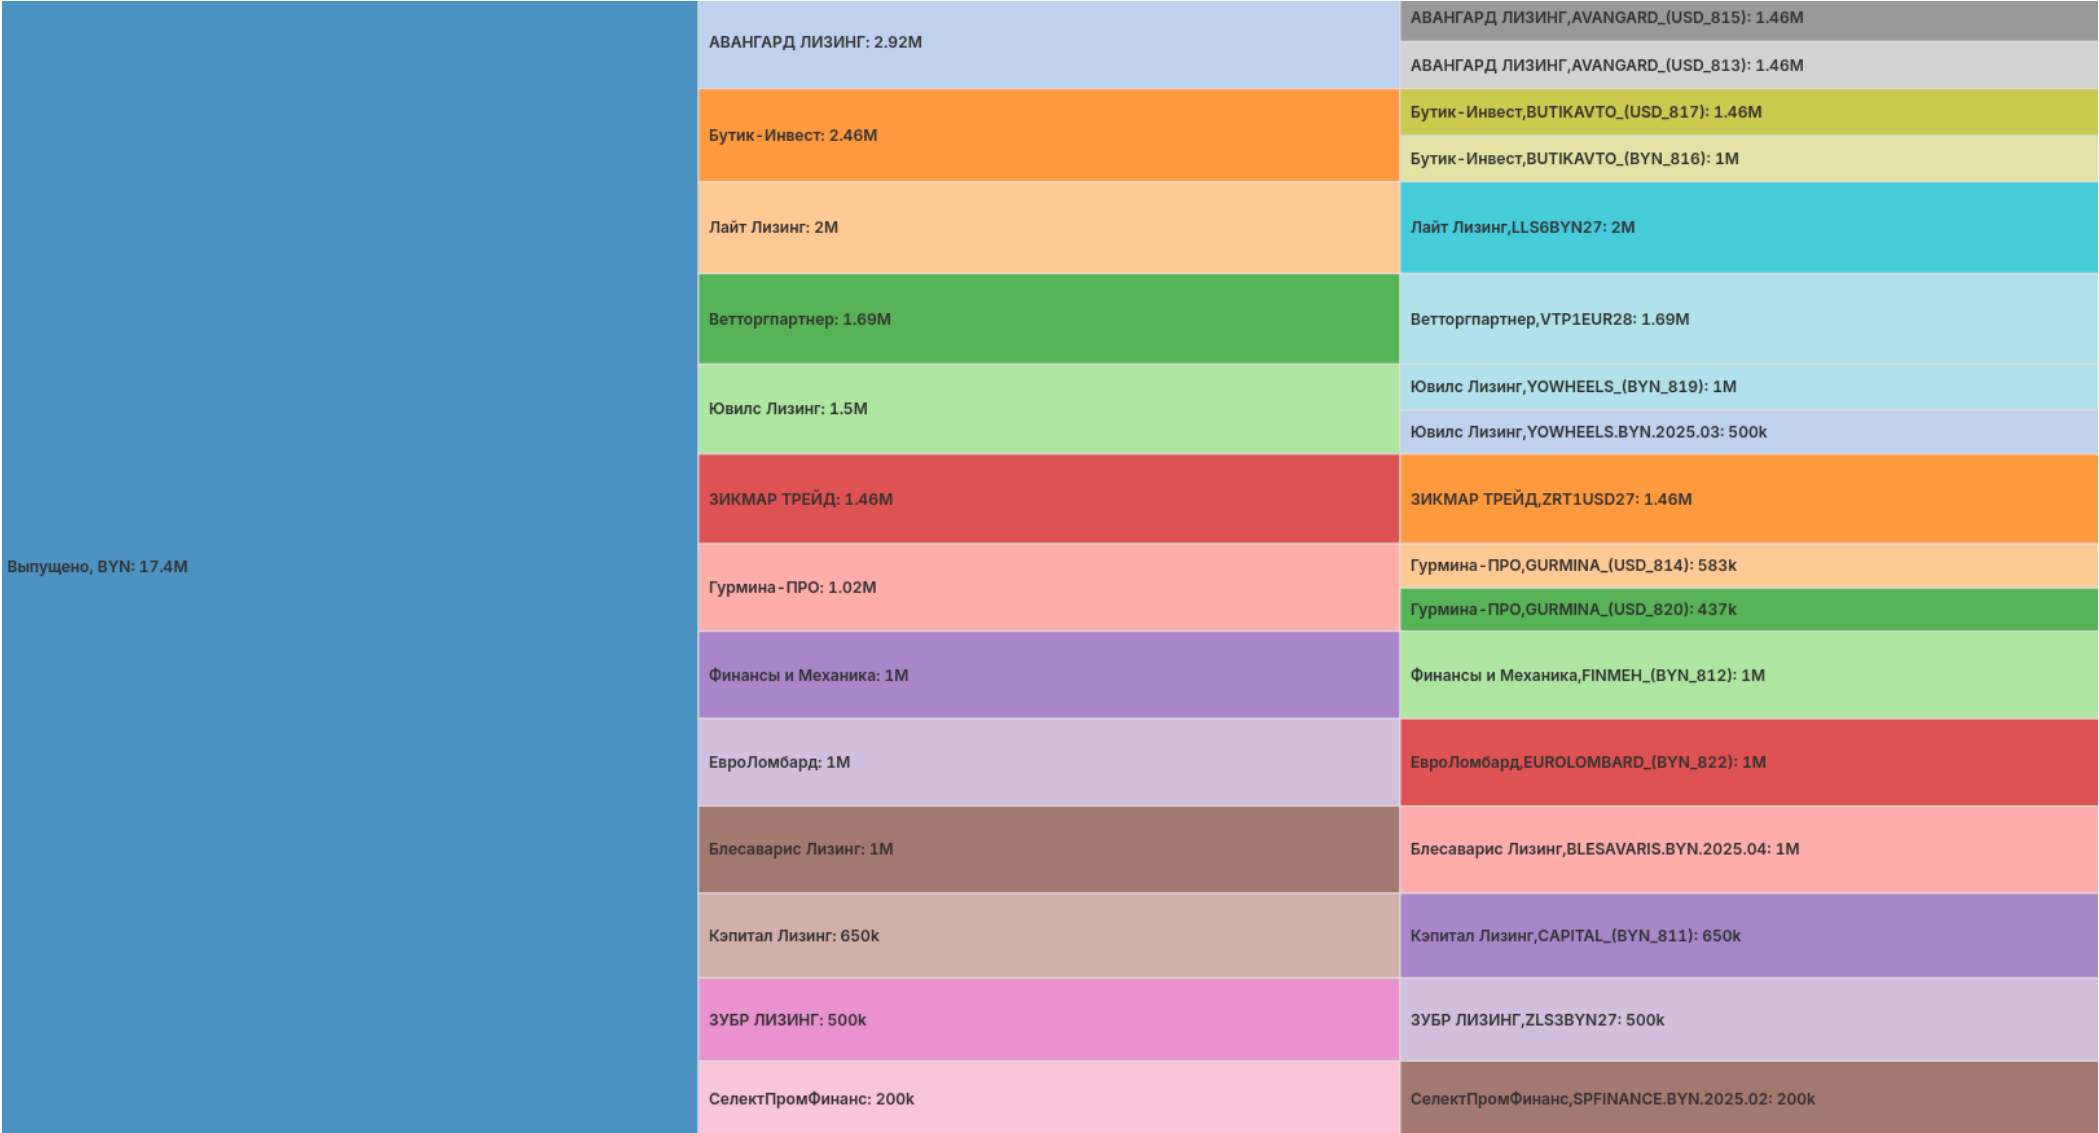 Выпущено, BYN: 17.4M
АВАНГАРД ЛИЗИНГ: 2.92M
АВАНГАРД ЛИЗИНГ,AVANGARD_(USD_815): 1.46M
АВАНГАРД ЛИЗИНГ,AVANGARD_(USD_813): 1.46M
Бутик-Инвест: 2.46M
Бутик-Инвест,BUTIKAVTO_(USD_817): 1.46M
Бутик-Инвест,BUTIKAVTO_(BYN_816): 1M
Лайт Лизинг: 2M
Лайт Лизинг,LLS6BYN27: 2M
Ветторгпартнер: 1.69M
Ветторгпартнер,VTP1EUR28: 1.69M
Ювилс Лизинг: 1.5M
Ювилс Лизинг,YOWHEELS_(BYN_819): 1M
Ювилс Лизинг,YOWHEELS.BYN.2025.03: 500k
ЗИКМАР ТРЕЙД: 1.46M
ЗИКМАР ТРЕЙД,ZRT1USD27: 1.46M
Гурмина-ПРО: 1.02M
Гурмина-ПРО,GURMINA_(USD_814): 583k
Гурмина-ПРО,GURMINA_(USD_820): 437k
Финансы и Механика: 1M
Финансы и Механика,FINMEH_(BYN_812): 1M
ЕвроЛомбард: 1M
ЕвроЛомбард,EUROLOMBARD_(BYN_822): 1M
Блесаварис Лизинг: 1M
Блесаварис Лизинг,BLESAVARIS.BYN.2025.04: 1M
Кэпитал Лизинг: 650k
Кэпитал Лизинг,CAPITAL_(BYN_811): 650k
ЗУБР ЛИЗИНГ: 500k
ЗУБР ЛИЗИНГ,ZLS3BYN27: 500k
СелектПромФинанс: 200k
СелектПромФинанс,SPFINANCE.BYN.2025.02: 200k